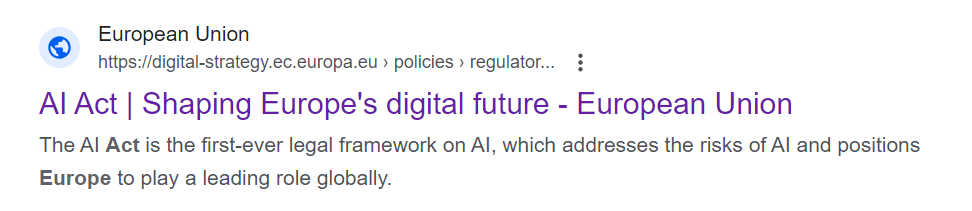 European Union
https://digital-strategy.ec.europa.eu › policies › regulator...
AI Act | Shaping Europe's digital future - European Union
The AI Act is the first-ever legal framework on AI, which addresses the risks of AI and positions
Europe to play a leading role globally.